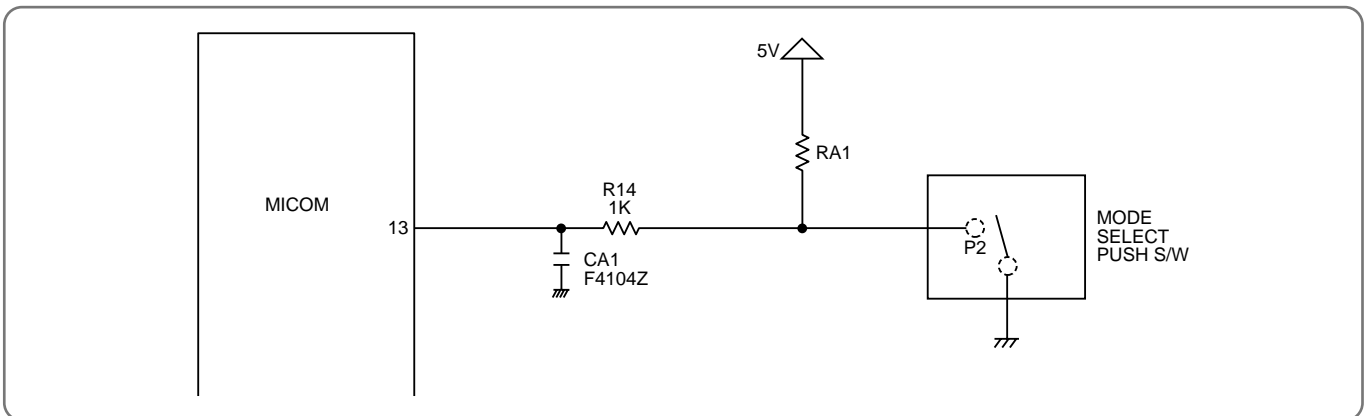 5V
RA1
MICOM
R14
1K
13
CA1
F4104Z
P2
MODE
SELECT
PUSH S/W